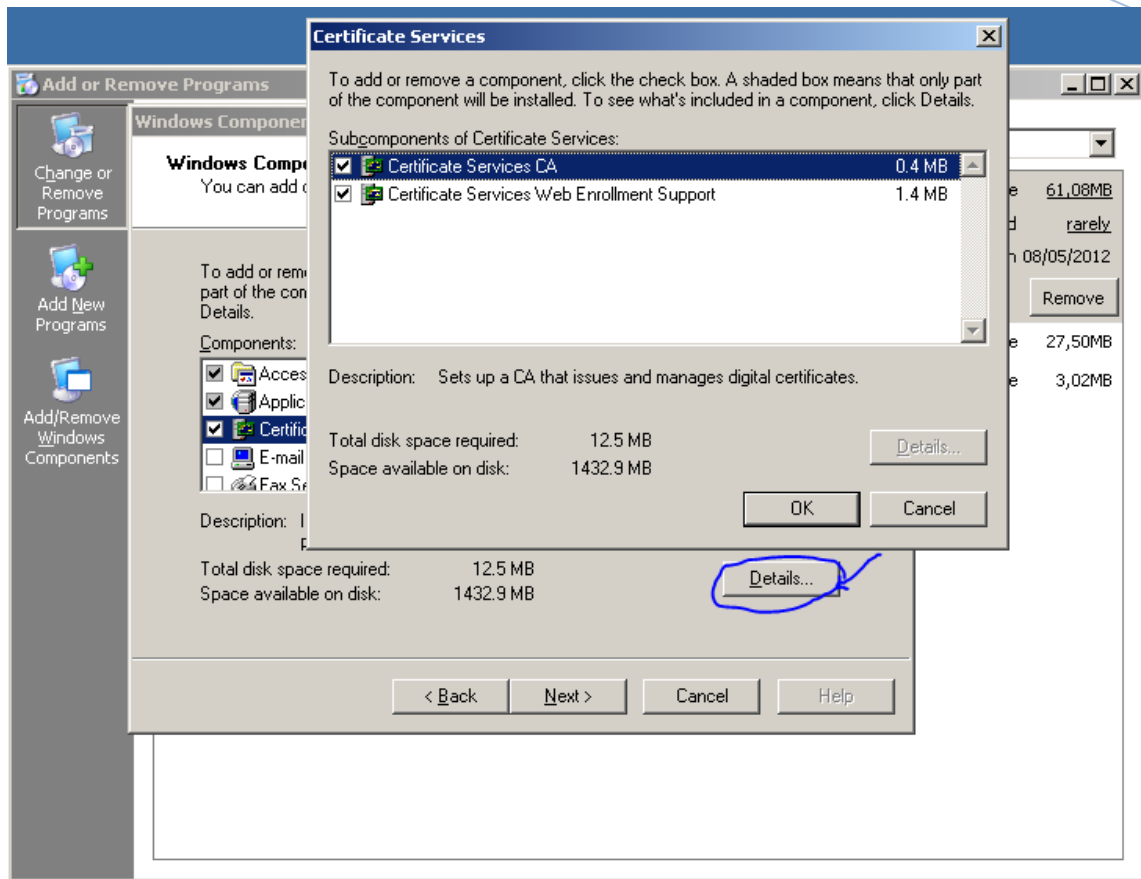 Certificate Services
To add or remove a component, click the check box. A shaded box means that only part
of the component will be installed. To see what's included in a component, click Details.
Subcomponents of Certificate Services:
Certificate Services CA 0.4 MB
Certificate Services Web Enrollment Support 1.4 MB
Description: Sets up a CA that issues and manages digital certificates.
Total disk space required: 12.5 MB
Space available on disk: 1432.9 MB
Details...
OK Cancel
Add or Remove Programs
Change or
Remove
Programs
Add New
Programs
Add/Remove
Windows
Components
Windows
Windows
You can add
To add or
part of the
Details.
Components:
E-mail
Fax
Description:
Total disk space required: 12.5 MB
Space available on disk: 1432.9 MB
Details...
< Back Next > Cancel Help
61,08MB
rarely
08/05/2012
Remove
27,50MB
3,02MB